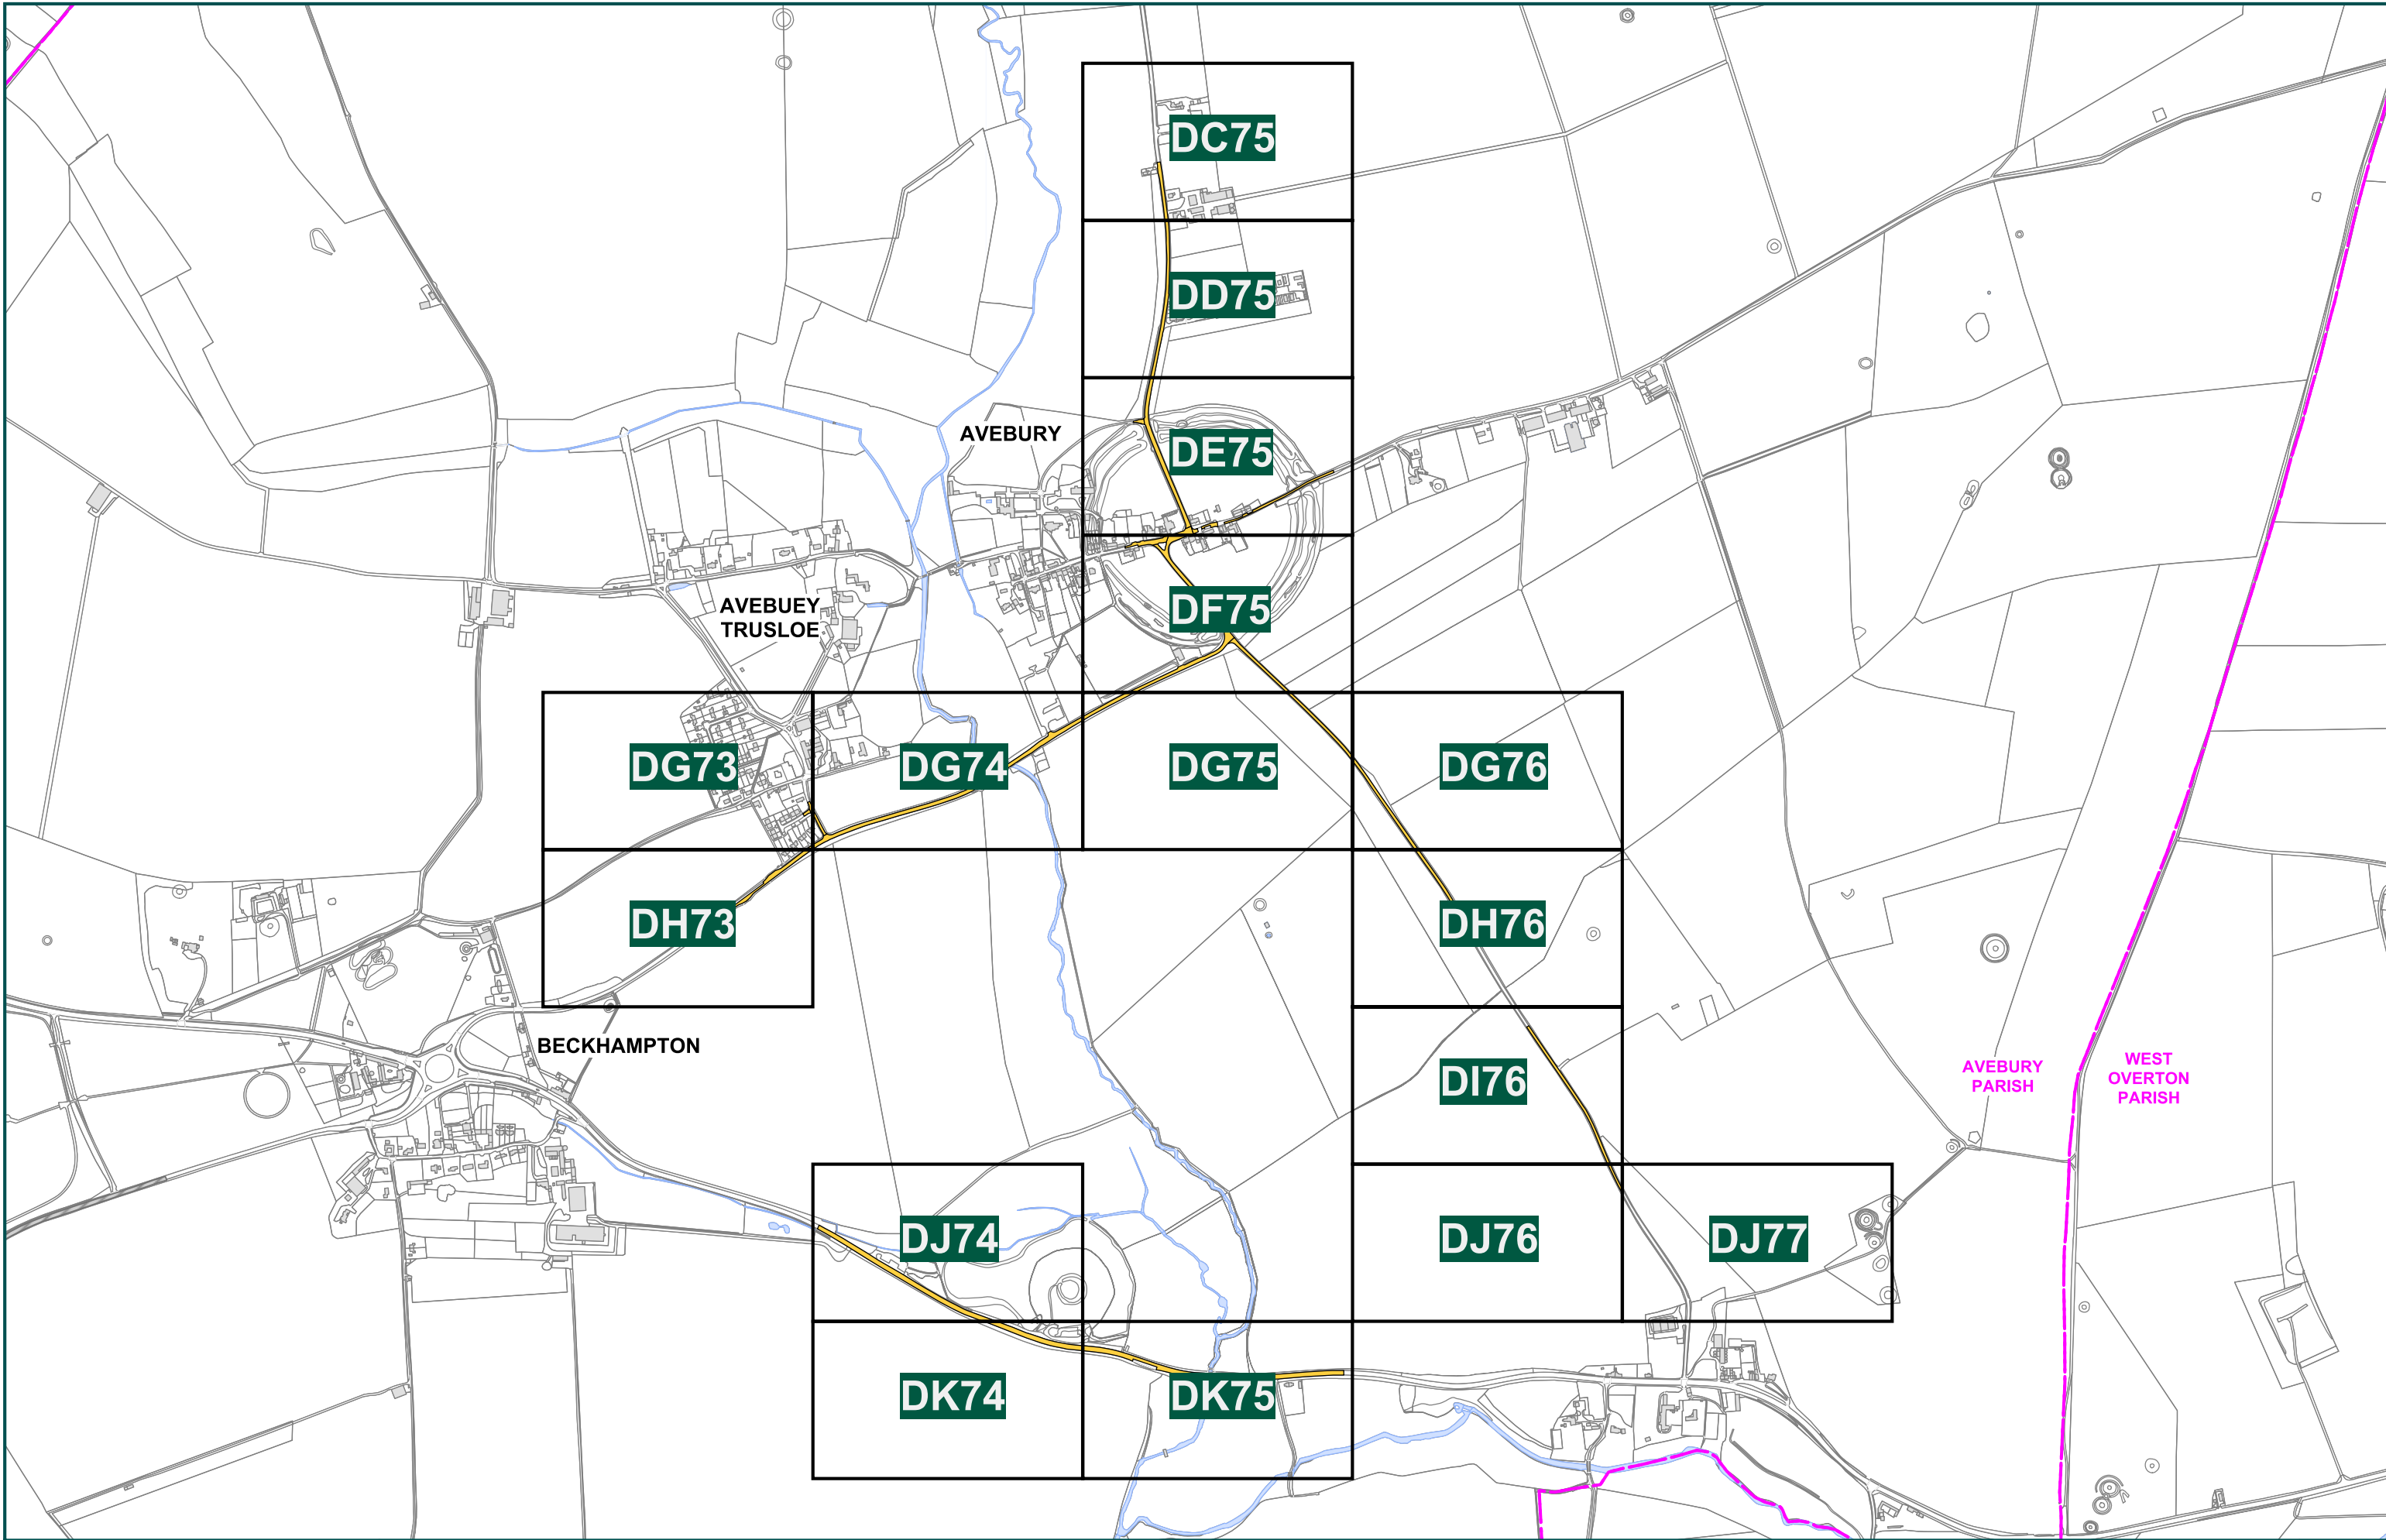 DC75
DD75
AVEBURY
DE75
AVEBUEY
TRUSLOE
DF75
DG73
DG74
DG75
DG76
DH73
DH76
BECKHAMPTON
DI76
AVEBURY
PARISH
WEST
OVERTON
PARISH
DJ74
DJ76
DJ77
DK74
DK75